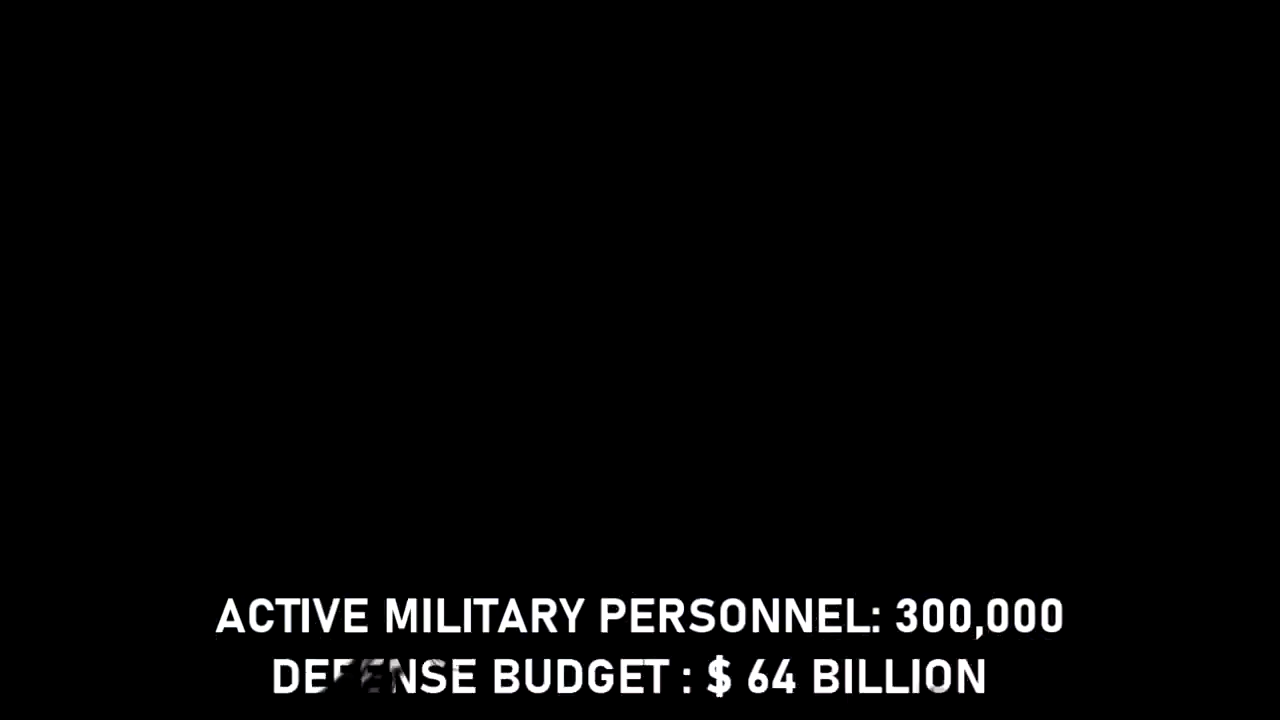 ACTIVE MILITARY PERSONNEL: 300,000
DEFENSE BUDGET : $ 64 BILLION